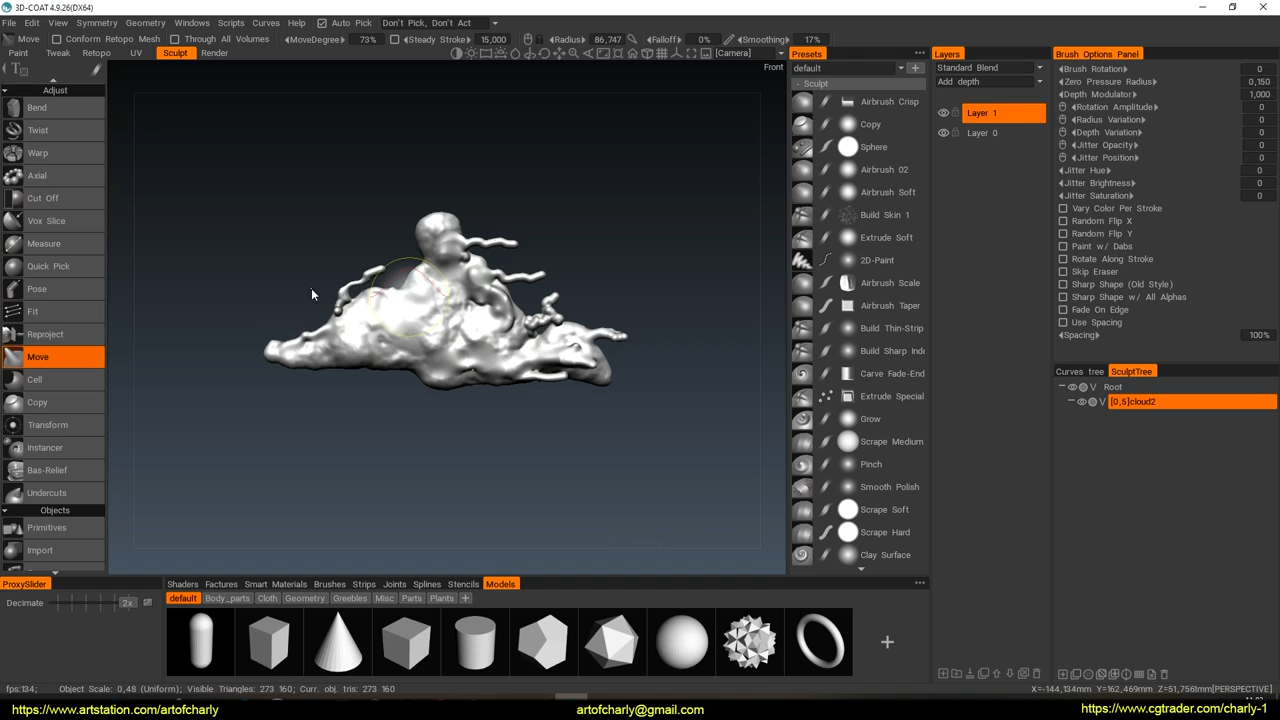 3D-COAT 4.9.26(DX64)
File Edit View Symmetry Geometry Windows Scripts Curves Help Auto Pick Don't Pick, Don't Act
Move Conform Retopo Mesh Through All Volumes MoveDegree 73% Steady Stroke 15,000 Radius 86,747 Falloff 0% Smoothing 17%
Paint Tweak Retopo UV Sculpt Render [Camera]
Front
Adjust
Bend
Twist
Warp
Axial
Cut Off
Vox Slice
Measure
Quick Pick
Pose
Fit
Reproject
Move
Cell
Copy
Transform
Instancer
Bas-Relief
Undercuts
Objects
Primitives
Import
Presets
default
- Sculpt
Airbrush Crisp
Copy
Sphere
Airbrush 02
Airbrush Soft
Build Skin 1
Extrude Soft
2D-Paint
Airbrush Scale
Airbrush Taper
Build Thin-Strip
Build Sharp Inde
Carve Fade-End
Extrude Special
Grow
Scrape Medium
Pinch
Smooth Polish
Scrape Soft
Scrape Hard
Clay Surface
Layers
Standard Blend
Add depth
Layer 1
Layer 0
Brush Options Panel
Brush Rotation 0
Zero Pressure Radius 0,150
Depth Modulator 1,000
Rotation Amplitude 0
Radius Variation 0
Depth Variation 0
Jitter Opacity 0
Jitter Position 0
Jitter Hue 0
Jitter Brightness 0
Jitter Saturation 0
Vary Color Per Stroke
Random Flip X
Random Flip Y
Paint w/ Dabs
Rotate Along Stroke
Skip Eraser
Sharp Shape (Old Style)
Sharp Shape w/ All Alphas
Fade On Edge
Use Spacing
Spacing 100%
Curves tree SculptTree
V Root
V [0,5]cloud2
ProxySlider
Decimate 2x
Shaders Factures Smart Materials Brushes Strips Joints Splines Stencils Models
default Body_parts Cloth Geometry Greebles Misc Parts Plants
fps:134; Object Scale: 0,48 (Uniform); Visible Triangles: 273 160; Curr. obj. tris: 273 160;
X=-144,134mm Y=162,469mm Z=51,7561mm[PERSPECTIVE]
https://www.artstation.com/artofcharly artofcharly@gmail.com https://www.cgtrader.com/charly-1